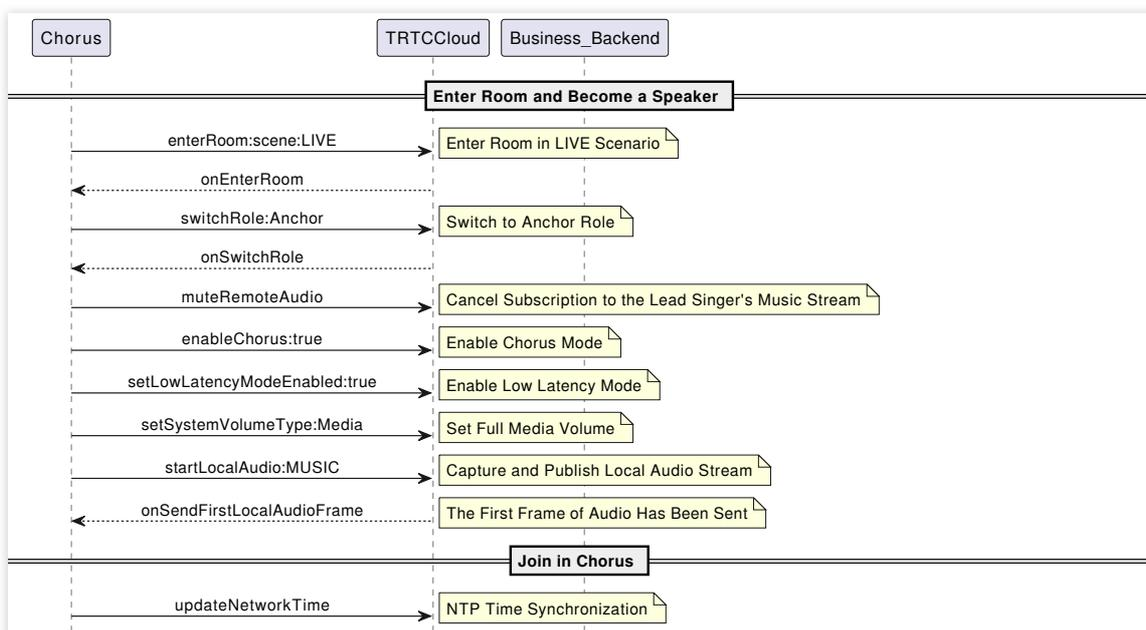 Chorus
TRTCCloud
Business_Backend
Enter Room and Become a Speaker
enterRoom:scene:LIVE
Enter Room in LIVE Scenario
onEnterRoom
switchRole:Anchor
Switch to Anchor Role
onSwitchRole
muteRemoteAudio
Cancel Subscription to the Lead Singer's Music Stream
enableChorus:true
Enable Chorus Mode
setLowLatencyModeEnabled:true
Enable Low Latency Mode
setSystemVolumeType:Media
Set Full Media Volume
startLocalAudio:MUSIC
Capture and Publish Local Audio Stream
onSendFirstLocalAudioFrame
The First Frame of Audio Has Been Sent
Join in Chorus
updateNetworkTime
NTP Time Synchronization